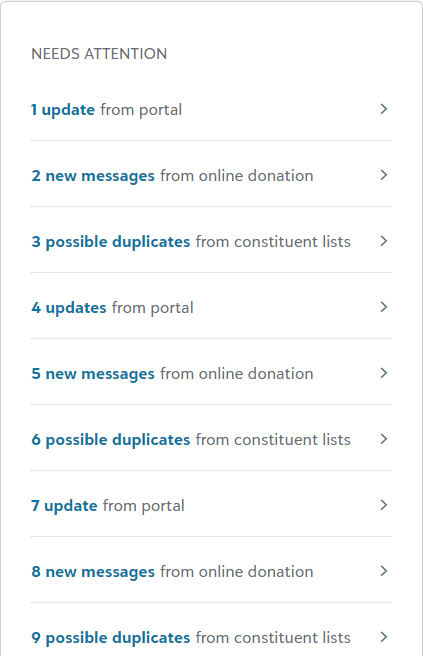 NEEDS ATTENTION
1 update from portal
2 new messages from online donation
3 possible duplicates from constituent lists
4 updates from portal
5 new messages from online donation
6 possible duplicates from constituent lists
7 update from portal
8 new messages from online donation
9 possible duplicates from constituent lists